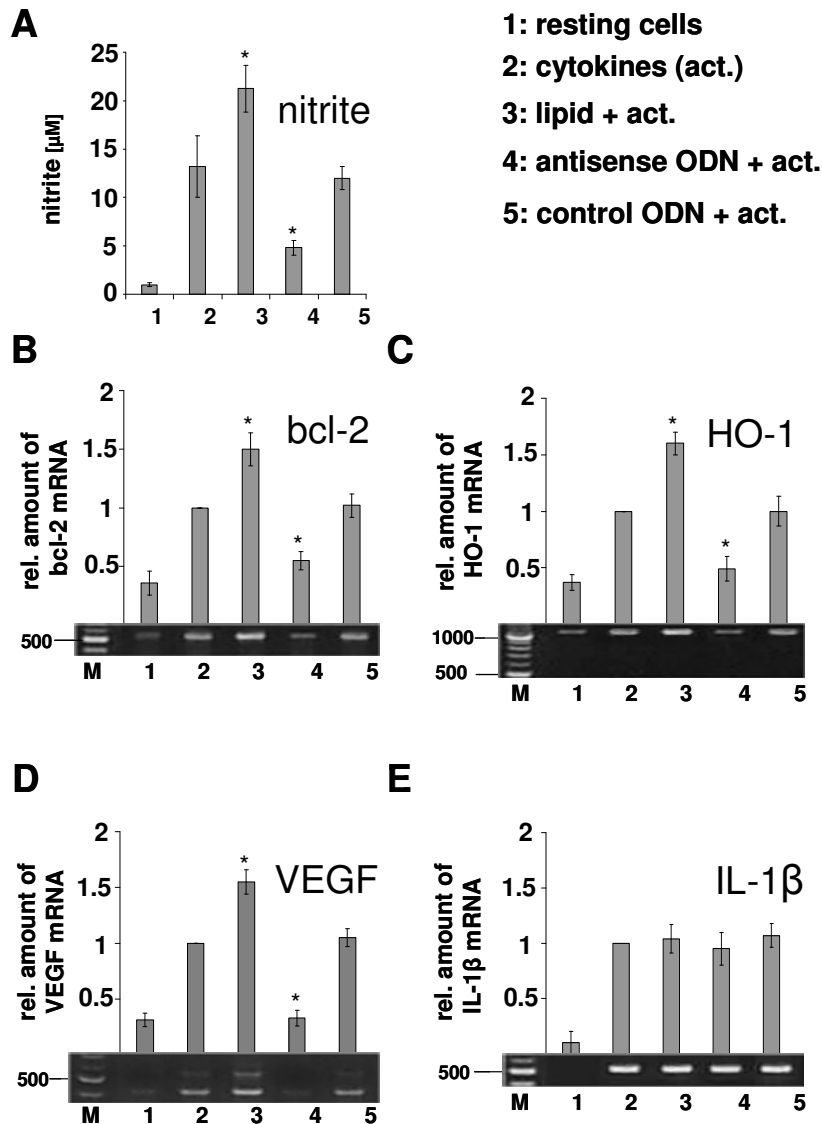 A
25
20
15
10
5
0
nitrite [µM]
nitrite
*
*
1 2 3 4 5
1: resting cells
2: cytokines (act.)
3: lipid + act.
4: antisense ODN + act.
5: control ODN + act.
B
2
1.5
1
0.5
rel. amount of
bcl-2 mRNA
bcl-2
*
*
500
M 1 2 3 4 5
C
2
1.5
1
0.5
rel. amount of
HO-1 mRNA
HO-1
*
*
1000
500
M 1 2 3 4 5
D
2
1.5
1
0.5
rel. amount of
VEGF mRNA
VEGF
*
*
500
M 1 2 3 4 5
E
2
1.5
1
0.5
rel. amount of
IL-1β mRNA
IL-1β
500
M 1 2 3 4 5